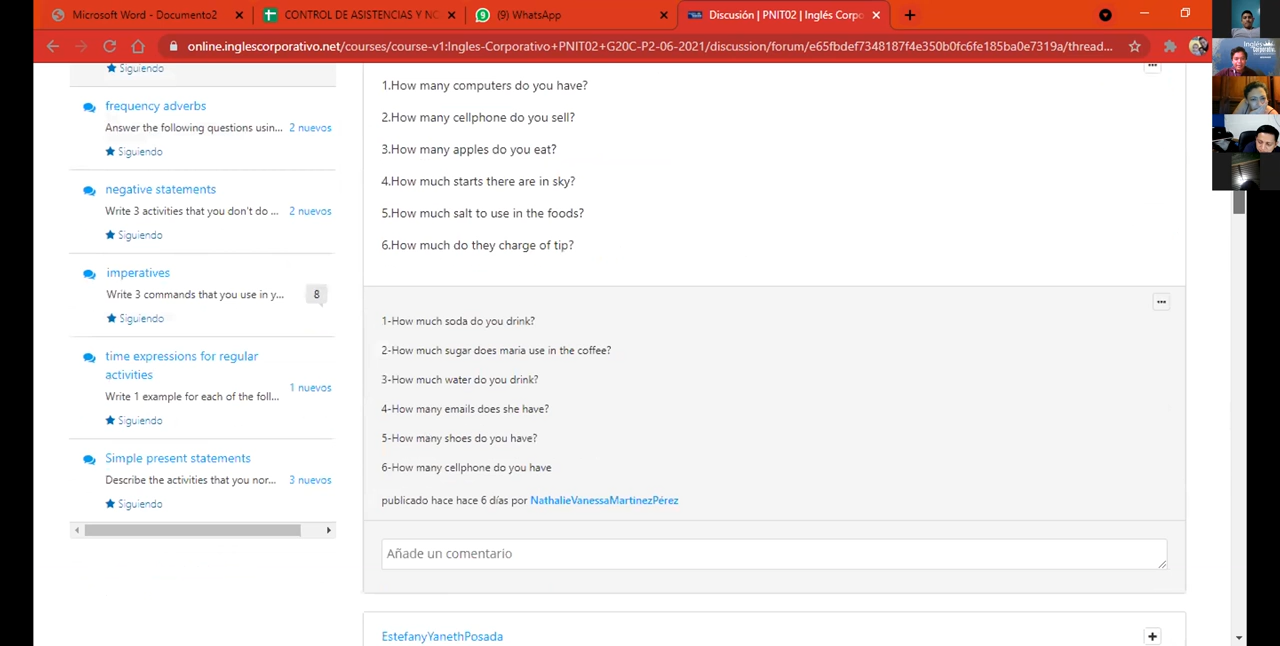 Microsoft Word - Documento2
CONTROL DE ASISTENCIAS Y NO
(9) WhatsApp
Discusión | PNIT02 | Inglés Corpo
online.inglescorporativo.net/courses/course-v1:Ingles-Corporativo+PNIT02+G20C-P2-06-2021/discussion/forum/e65fbdef7348187f4e350b0fc6fe185ba0e7319a/thread...
Siguiendo
frequency adverbs
Answer the following questions usin...
2 nuevos
Siguiendo
negative statements
Write 3 activities that you don't do ...
2 nuevos
Siguiendo
imperatives
Write 3 commands that you use in y...
8
Siguiendo
time expressions for regular
activities
Write 1 example for each of the foll...
1 nuevos
Siguiendo
Simple present statements
Describe the activities that you nor...
3 nuevos
Siguiendo
1.How many computers do you have?
2.How many cellphone do you sell?
3.How many apples do you eat?
4.How much starts there are in sky?
5.How much salt to use in the foods?
6.How much do they charge of tip?
1-How much soda do you drink?
2-How much sugar does maria use in the coffee?
3-How much water do you drink?
4-How many emails does she have?
5-How many shoes do you have?
6-How many cellphone do you have
publicado hace hace 6 días por NathalieVanessaMartinezPérez
Añade un comentario
EstefanyYanethPosada